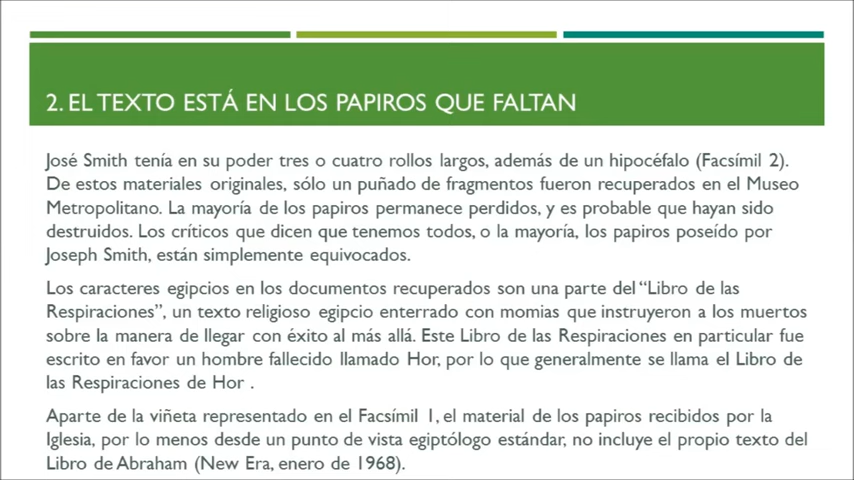 2. EL TEXTO ESTÁ EN LOS PAPIROS QUE FALTAN
José Smith tenía en su poder tres o cuatro rollos largos, además de un hipocéfalo (Facsímil 2).
De estos materiales originales, sólo un puñado de fragmentos fueron recuperados en el Museo
Metropolitano. La mayoría de los papiros permanece perdidos, y es probable que hayan sido
destruidos. Los críticos que dicen que tenemos todos, o la mayoría, los papiros poseído por
Joseph Smith, están simplemente equivocados.
Los caracteres egipcios en los documentos recuperados son una parte del “Libro de las
Respiraciones”, un texto religioso egipcio enterrado con momias que instruyeron a los muertos
sobre la manera de llegar con éxito al más allá. Este Libro de las Respiraciones en particular fue
escrito en favor un hombre fallecido llamado Hor, por lo que generalmente se llama el Libro de
las Respiraciones de Hor .
Aparte de la viñeta representado en el Facsímil 1, el material de los papiros recibidos por la
Iglesia, por lo menos desde un punto de vista egiptólogo estándar, no incluye el propio texto del
Libro de Abraham (New Era, enero de 1968).